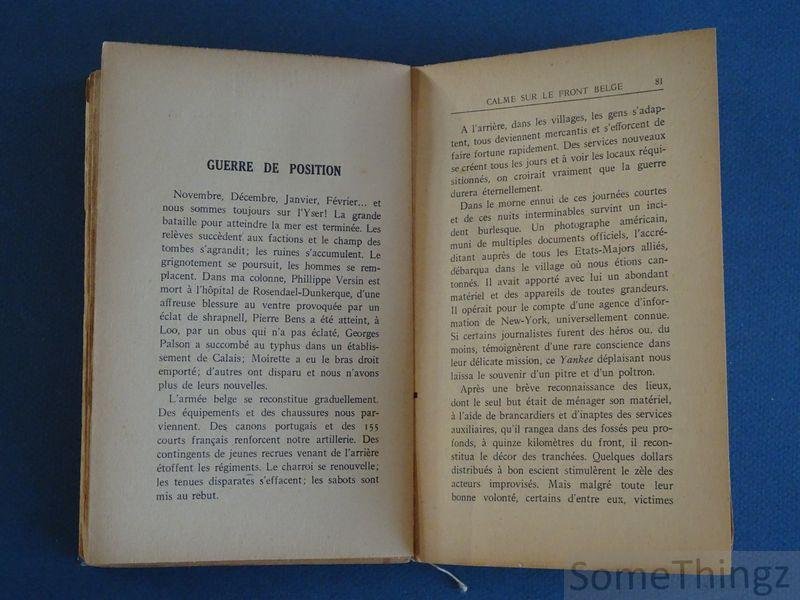 GUERRE DE POSITION
Novembre, Décembre, Janvier, Février... et
nous sommes toujours sur l'Yser! La grande
bataille pour atteindre la mer est terminée. Les
relèves succèdent aux factions et le champ des
tombes s'agrandit; les ruines s'accumulent. Le
grignotement se poursuit, les hommes se rem-
placent. Dans ma colonne, Phillippe Versin est
mort à l'hôpital de Rosendael-Dunkerque, d'une
affreuse blessure au ventre provoquée par un
éclat de shrapnell, Pierre Bens a été atteint, à
Loo, par un obus qui n'a pas éclaté, Georges
Palson a succombé au typhus dans un établis-
sement de Calais; Moirette a eu le bras droit
emporté; d'autres ont disparu et nous n'avons
plus de leurs nouvelles.
L'armée belge se reconstitue graduellement.
Des équipements et des chaussures nous par-
viennent. Des canons portugais et des 155
courts français renforcent notre artillerie. Des
contingents de jeunes recrues venant de l'arrière
étoffent les régiments. Le charroi se renouvelle;
les tenues disparates s'effacent; les sabots sont
mis au rebut.
CALME SUR LE FRONT BELGE 81
A l'arrière, dans les villages, les gens s'adap-
tent, tous deviennent mercantis et s'efforcent de
faire fortune rapidement. Des services nouveaux
se créent tous les jours et à voir les locaux réqui-
sitionnés, on croirait vraiment que la guerre
durera éternellement.
Dans le morne ennui de ces journées courtes
et de ces nuits interminables survint un inci-
dent burlesque. Un photographe américain,
muni de multiples documents officiels, l'accré-
ditant auprès de tous les Etats-Majors alliés,
débarqua dans le village où nous étions can-
tonnés. Il avait apporté avec lui un abondant
matériel et des appareils de toutes grandeurs.
Il opérait pour le compte d'une agence d'infor-
mation de New-York, universellement connue.
Si certains journalistes furent des héros ou, du
moins, témoignèrent d'une rare conscience dans
leur délicate mission, ce Yankee déplaisant nous
laissa le souvenir d'un pitre et d'un poltron.
Après une brève reconnaissance des lieux,
dont le seul but était de ménager son matériel,
à l'aide de brancardiers et d'inaptes des services
auxiliaires, qu'il rangea dans des fossés peu pro-
fonds, à quinze kilomètres du front, il recons-
titua le décor des tranchées. Quelques dollars
distribués à bon escient stimulèrent le zèle des
acteurs improvisés. Mais malgré toute leur
bonne volonté, certains d'entre eux, victimes
SomeThingz